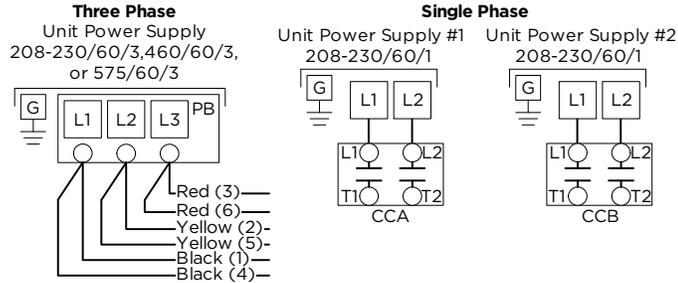 Three Phase
Unit Power Supply
208-230/60/3,460/60/3,
or 575/60/3
G
L1
L2
L3
PB
Red (3)
Red (6)
Yellow (2)
Yellow (5)
Black (1)
Black (4)
Single Phase
Unit Power Supply #1
208-230/60/1
G
L1
L2
L1
L2
T1
T2
CCA
Unit Power Supply #2
208-230/60/1
G
L1
L2
L1
L2
T1
T2
CCB